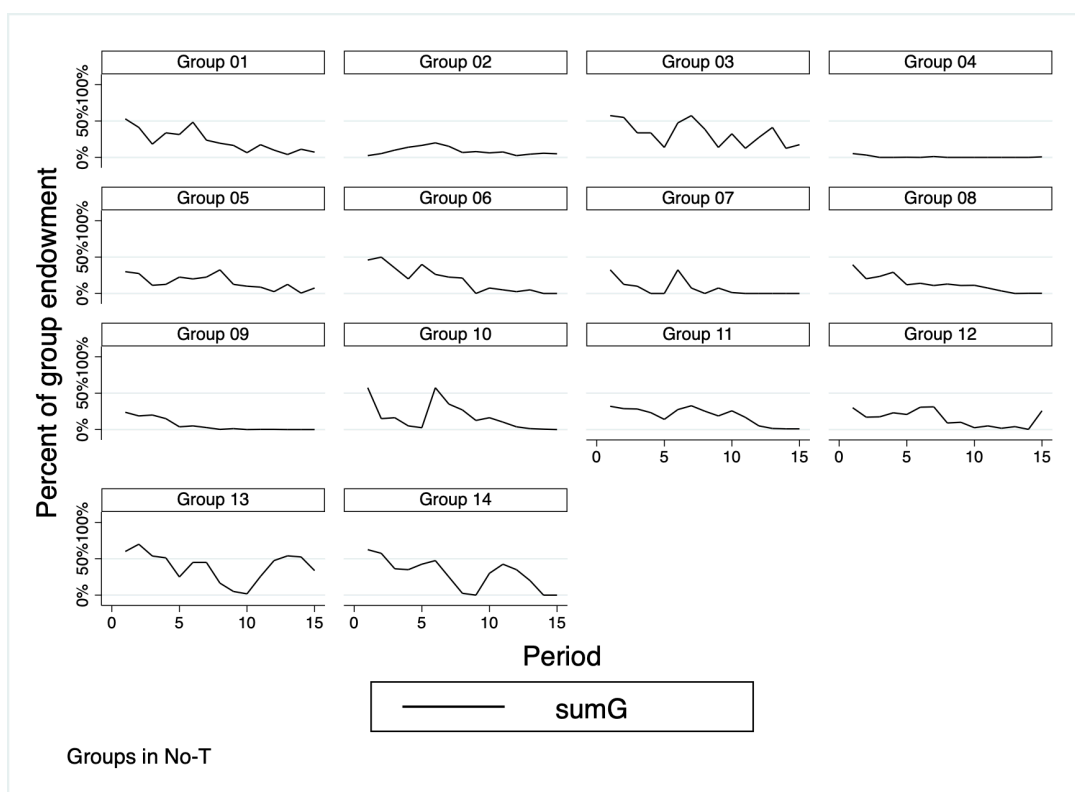 Group 01 Group 02 Group 03 Group 04
0% 50% 100%
Group 05 Group 06 Group 07 Group 08
0% 50% 100%
Group 09 Group 10 Group 11 Group 12
0% 50% 100%
0 5 10 15 0 5 10 15
Group 13 Group 14
0% 50% 100%
0 5 10 15 0 5 10 15
Percent of group endowment
Period
sumG
Groups in No-T